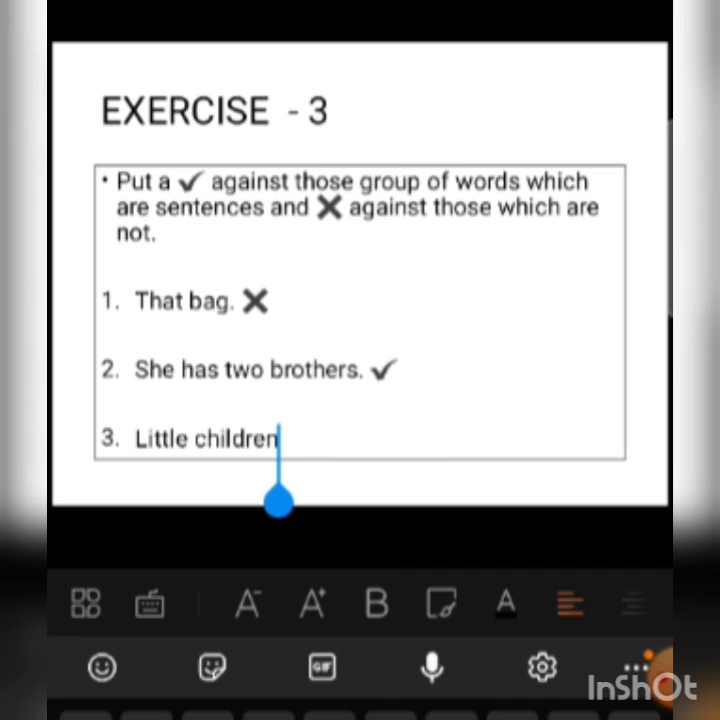 EXERCISE - 3
• Put a ✔ against those group of words which
are sentences and ✖ against those which are
not.
1. That bag. ✖
2. She has two brothers. ✔
3. Little children
A- A+ B A
GIF
InShOt